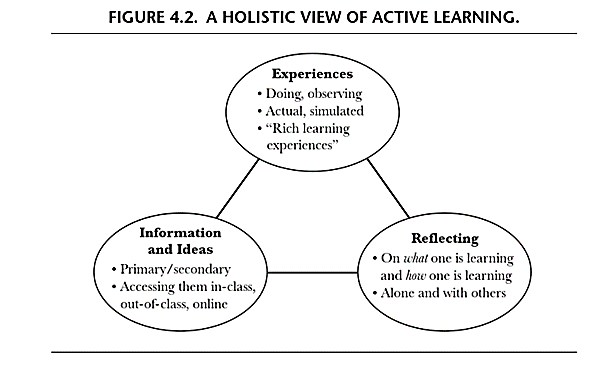 FIGURE 4.2. A HOLISTIC VIEW OF ACTIVE LEARNING.
Experiences
• Doing, observing
• Actual, simulated
• “Rich learning
experiences”
Information
and Ideas
• Primary/secondary
• Accessing them in-class,
out-of-class, online
Reflecting
• On what one is learning
and how one is learning
• Alone and with others